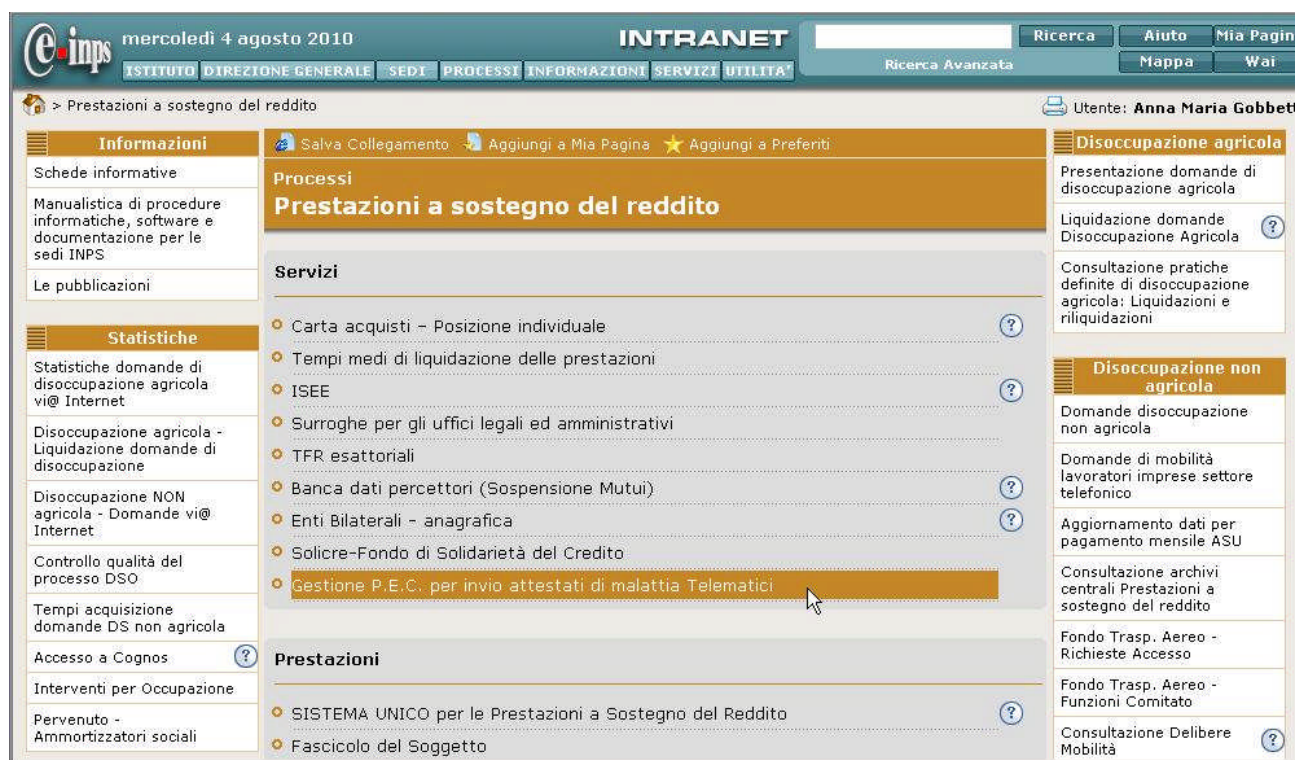 e-inps
mercoledì 4 agosto 2010
INTRANET
Ricerca
Aiuto
Mia Pagin
ISTITUTO DIREZIONE GENERALE SEDI PROCESSI INFORMAZIONI SERVIZI UTILITA'
Ricerca Avanzata
Mappa
Wai
> Prestazioni a sostegno del reddito
Utente: Anna Maria Gobbett
Informazioni
Schede informative
Manualistica di procedure
informatiche, software e
documentazione per le
sedi INPS
Le pubblicazioni
Statistiche
Statistiche domande di
disoccupazione agricola
vi@ Internet
Disoccupazione agricola -
Liquidazione domande di
disoccupazione
Disoccupazione NON
agricola - Domande vi@
Internet
Controllo qualità del
processo DSO
Tempi acquisizione
domande DS non agricola
Accesso a Cognos ?
Interventi per Occupazione
Pervenuto -
Ammortizzatori sociali
Salva Collegamento Aggiungi a Mia Pagina Aggiungi a Preferiti
Processi
Prestazioni a sostegno del reddito
Servizi
Carta acquisti - Posizione individuale ?
Tempi medi di liquidazione delle prestazioni
ISEE ?
Surroghe per gli uffici legali ed amministrativi
TFR esattoriali
Banca dati percettori (Sospensione Mutui) ?
Enti Bilaterali - anagrafica ?
Solicre-Fondo di Solidarietà del Credito
Gestione P.E.C. per invio attestati di malattia Telematici
Prestazioni
SISTEMA UNICO per le Prestazioni a Sostegno del Reddito ?
Fascicolo del Soggetto
Disoccupazione agricola
Presentazione domande di
disoccupazione agricola
Liquidazione domande
Disoccupazione Agricola ?
Consultazione pratiche
definite di disoccupazione
agricola: Liquidazioni e
riliquidazioni
Disoccupazione non
agricola
Domande disoccupazione
non agricola
Domande di mobilità
lavoratori imprese settore
telefonico
Aggiornamento dati per
pagamento mensile ASU
Consultazione archivi
centrali Prestazioni a
sostegno del reddito
Fondo Trasp. Aereo -
Richieste Accesso
Fondo Trasp. Aereo -
Funzioni Comitato
Consultazione Delibere
Mobilità ?